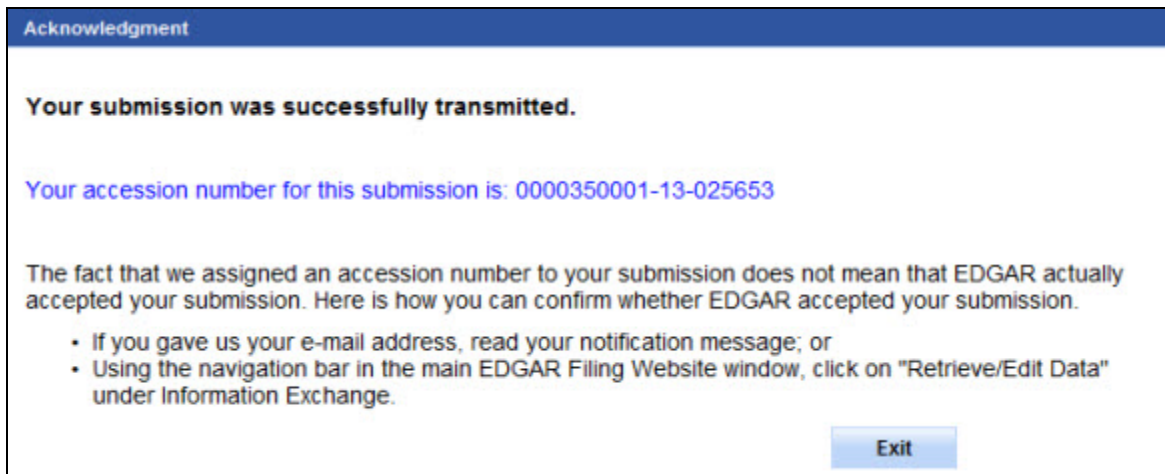 Acknowledgment
Your submission was successfully transmitted.
Your accession number for this submission is: 0000350001-13-025653
The fact that we assigned an accession number to your submission does not mean that EDGAR actually
accepted your submission. Here is how you can confirm whether EDGAR accepted your submission.
• If you gave us your e-mail address, read your notification message; or
• Using the navigation bar in the main EDGAR Filing Website window, click on "Retrieve/Edit Data"
under Information Exchange.
Exit